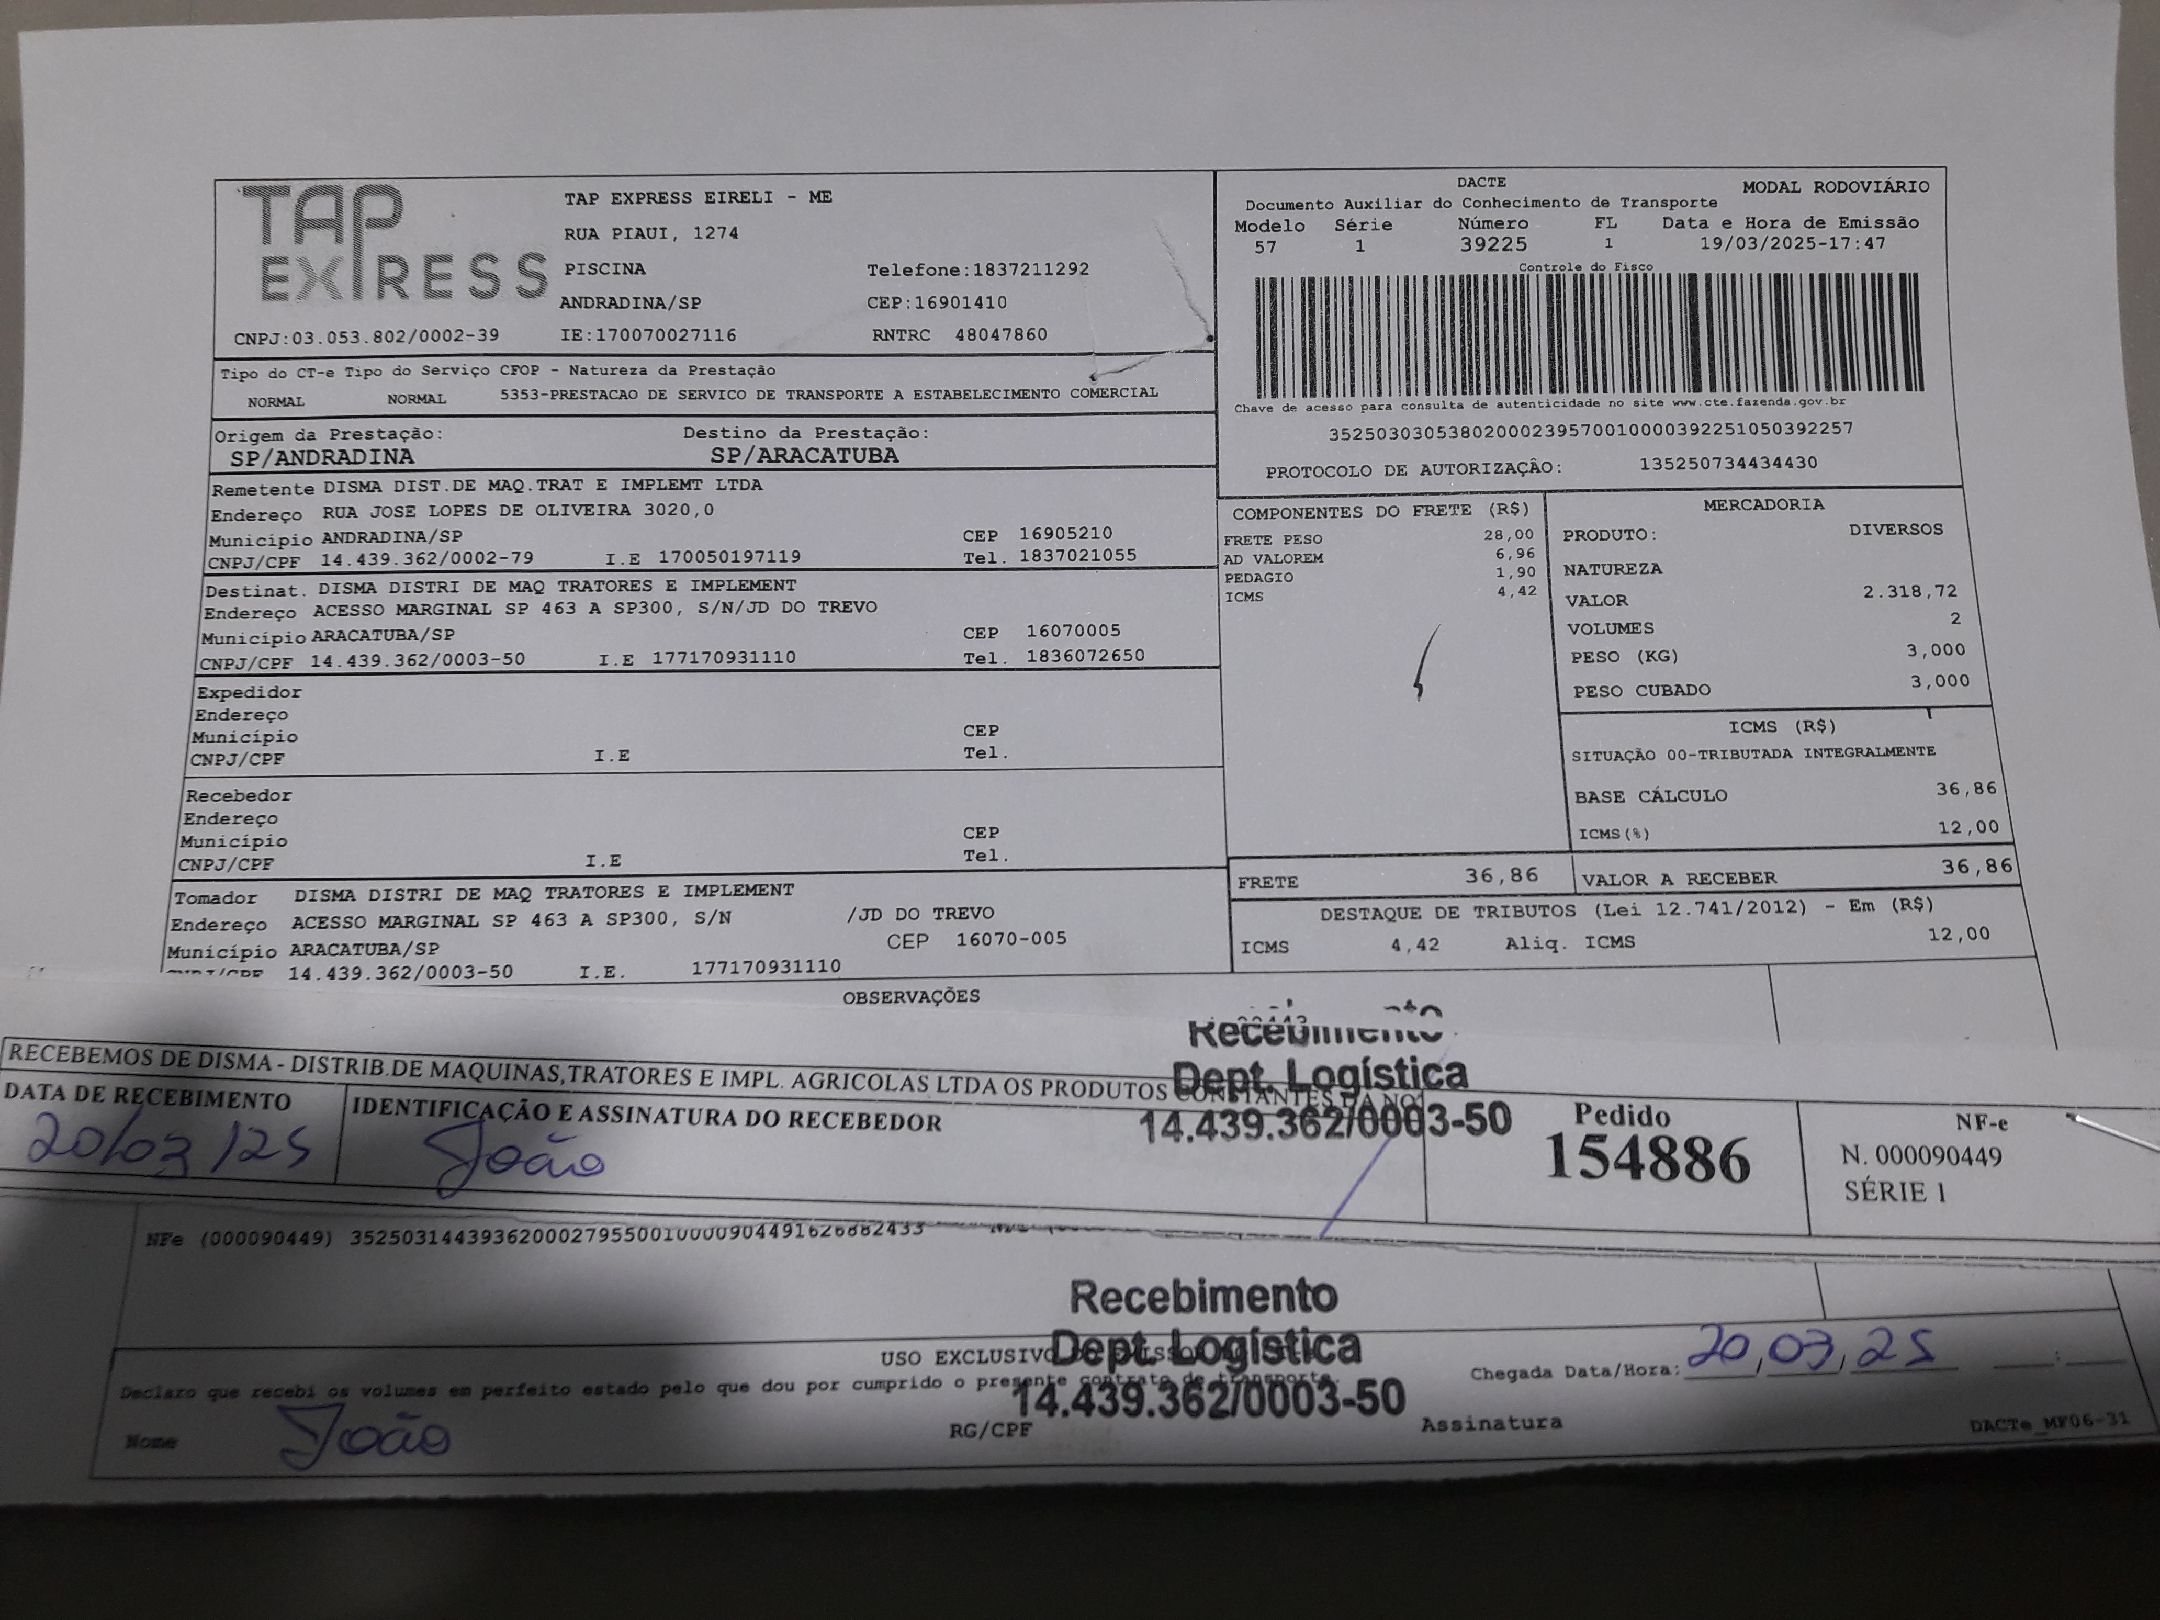 TAP EXPRESS
TAP EXPRESS EIRELI - ME
RUA PIAUI, 1274
PISCINA Telefone:1837211292
ANDRADINA/SP CEP:16901410
CNPJ:03.053.802/0002-39 IE:170070027116 RNTRC 48047860
DACTE MODAL RODOVIÁRIO
Documento Auxiliar do Conhecimento de Transporte
Modelo Série Número FL Data e Hora de Emissão
57 1 39225 1 19/03/2025-17:47
Controle do Fisco
Chave de acesso para consulta de autenticidade no site www.cte.fazenda.gov.br
35250303053802000239570010000392251050392257
PROTOCOLO DE AUTORIZAÇÃO: 135250734434430
Tipo do CT-e Tipo do Serviço CFOP - Natureza da Prestação
NORMAL NORMAL 5353-PRESTACAO DE SERVICO DE TRANSPORTE A ESTABELECIMENTO COMERCIAL
Origem da Prestação: Destino da Prestação:
SP/ANDRADINA SP/ARACATUBA
Remetente DISMA DIST.DE MAQ.TRAT E IMPLEMT LTDA
Endereço RUA JOSE LOPES DE OLIVEIRA 3020,0
Município ANDRADINA/SP CEP 16905210
CNPJ/CPF 14.439.362/0002-79 I.E 170050197119 Tel. 1837021055
Destinat. DISMA DISTRI DE MAQ TRATORES E IMPLEMENT
Endereço ACESSO MARGINAL SP 463 A SP300, S/N/JD DO TREVO
Município ARACATUBA/SP CEP 16070005
CNPJ/CPF 14.439.362/0003-50 I.E 177170931110 Tel. 1836072650
Expedidor
Endereço
Município CEP
CNPJ/CPF I.E Tel.
Recebedor
Endereço
Município CEP
CNPJ/CPF I.E Tel.
Tomador DISMA DISTRI DE MAQ TRATORES E IMPLEMENT
Endereço ACESSO MARGINAL SP 463 A SP300, S/N /JD DO TREVO
Município ARACATUBA/SP CEP 16070-005
14.439.362/0003-50 I.E. 177170931110
COMPONENTES DO FRETE (R$)
FRETE PESO 28,00
AD VALOREM 6,96
PEDAGIO 1,90
ICMS 4,42
MERCADORIA
PRODUTO: DIVERSOS
NATUREZA
VALOR 2.318,72
VOLUMES 2
PESO (KG) 3,000
PESO CUBADO 3,000
ICMS (R$)
SITUAÇÃO 00-TRIBUTADA INTEGRALMENTE
BASE CÁLCULO 36,86
ICMS(%) 12,00
FRETE 36,86 VALOR A RECEBER 36,86
DESTAQUE DE TRIBUTOS (Lei 12.741/2012) - Em (R$)
ICMS 4,42 Aliq. ICMS 12,00
OBSERVAÇÕES
Recebimento
Dept. Logística
14.439.362/0003-50
RECEBEMOS DE DISMA - DISTRIB.DE MAQUINAS,TRATORES E IMPL. AGRICOLAS LTDA OS PRODUTOS CONSTANTES DA
DATA DE RECEBIMENTO IDENTIFICAÇÃO E ASSINATURA DO RECEBEDOR
20/03/25 João
Pedido
154886
NF-e
N. 000090449
SÉRIE 1
NFe (000090449) 35250314439362000279550010000904491626882433
Recebimento
Dept. Logística
14.439.362/0003-50
USO EXCLUSIVO
Chegada Data/Hora: 20,03,25 :
Declaro que recebi os volumes em perfeito estado pelo que dou por cumprido o presente contrato de transporte.
Nome João RG/CPF Assinatura
DACTe_MF06-31